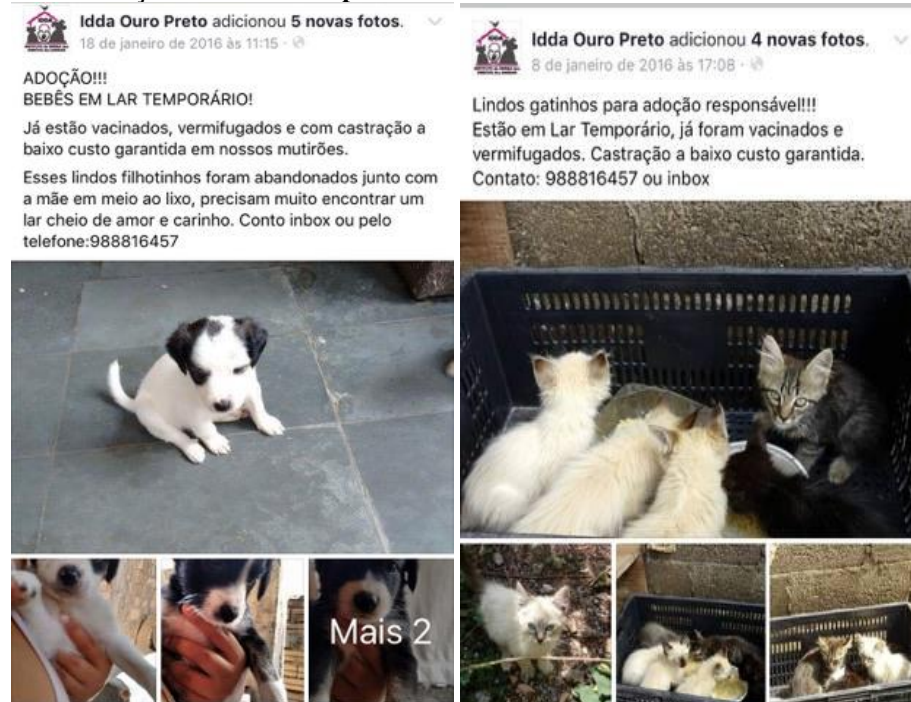 Idda Ouro Preto adicionou 5 novas fotos.
18 de janeiro de 2016 às 11:15 ·
ADOÇÃO!!!
BEBÊS EM LAR TEMPORÁRIO!
Já estão vacinados, vermifugados e com castração a
baixo custo garantida em nossos mutirões.
Esses lindos filhotinhos foram abandonados junto com
a mãe em meio ao lixo, precisam muito encontrar um
lar cheio de amor e carinho. Conto inbox ou pelo
telefone:988816457
Mais 2
Idda Ouro Preto adicionou 4 novas fotos.
8 de janeiro de 2016 às 17:08 ·
Lindos gatinhos para adoção responsável!!!
Estão em Lar Temporário, já foram vacinados e
vermifugados. Castração a baixo custo garantida.
Contato: 988816457 ou inbox